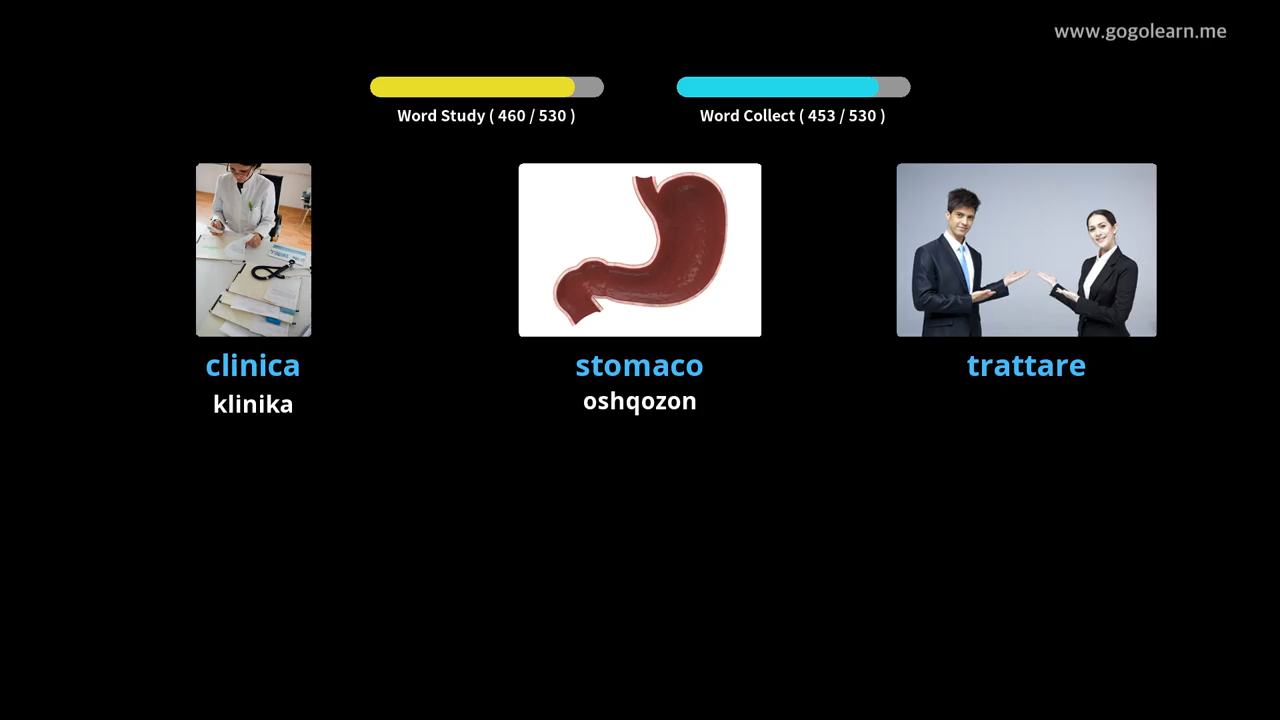 www.gogolearn.me
Word Study ( 460 / 530 )
Word Collect ( 453 / 530 )
clinica
stomaco
trattare
klinika
oshqozon